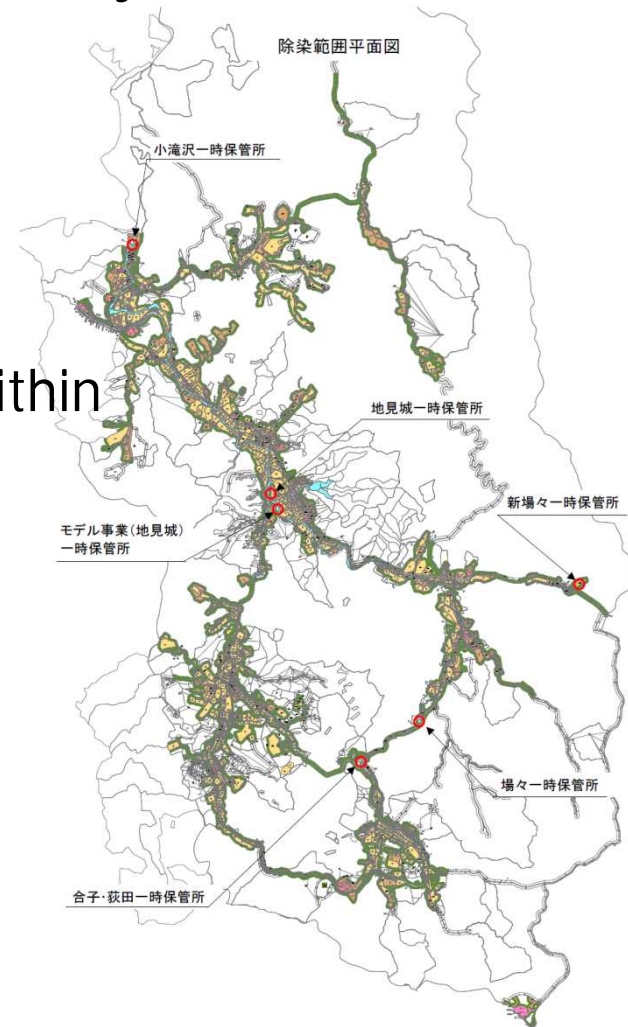 除染範囲平面図
小滝沢一時保管所
ithin
地見城一時保管所
新場々一時保管所
モデル事業(地見城)
一時保管所
場々一時保管所
合子・荻田一時保管所